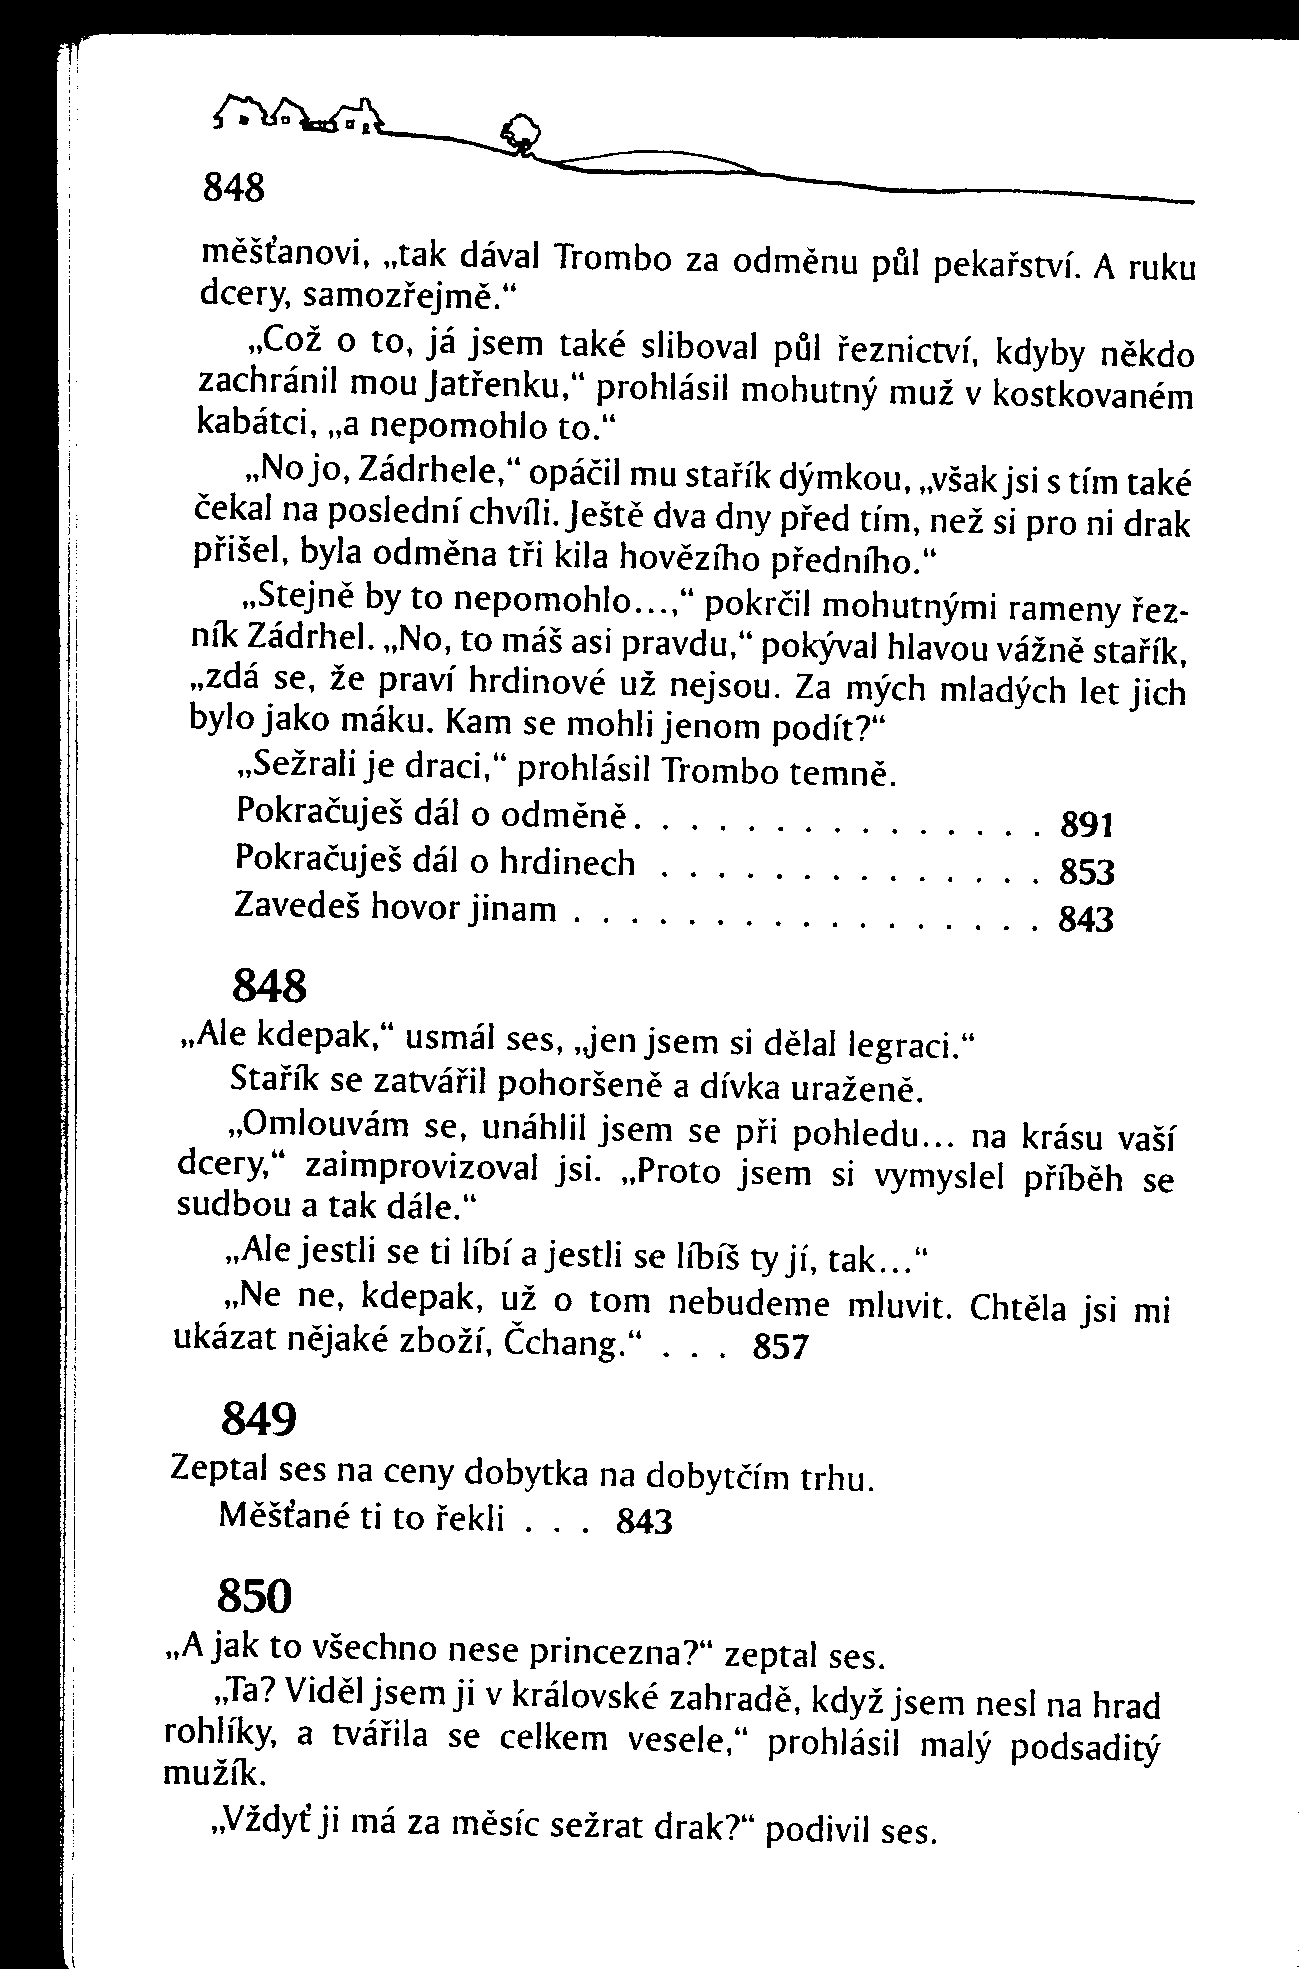 848
měšťanovi, „tak dával Trombo za odměnu půl pekařství. A ruku
dcery, samozřejmě.“
„Což o to, já jsem také sliboval půl řeznictví, kdyby někdo
zachránil mou Jatřenku,“ prohlásil mohutný muž v kostkovaném
kabátci, „a nepomohlo to.“
„No jo, Zádrhele,“ opáčil mu stařík dýmkou, „však jsi s tím také
čekal na poslední chvíli. Ještě dva dny před tím, než si pro ni drak
přišel, byla odměna tři kila hovězího předního.“
„Stejně by to nepomohlo...,“ pokrčil mohutnými rameny řez-
ník Zádrhel. „No, to máš asi pravdu,“ pokýval hlavou vážně stařík,
„zdá se, že praví hrdinové už nejsou. Za mých mladých let jich
bylo jako máku. Kam se mohli jenom podít?“
„Sežrali je draci,“ prohlásil Trombo temně.
Pokračuješ dál o odměně. . . . . . . . . . . . . . . 891
Pokračuješ dál o hrdinech . . . . . . . . . . . . . . 853
Zavedeš hovor jinam . . . . . . . . . . . . . . . . . 843
848
„Ale kdepak,“ usmál ses, „jen jsem si dělal legraci.“
Stařík se zatvářil pohoršeně a dívka uraženě.
„Omlouvám se, unáhlil jsem se při pohledu... na krásu vaší
dcery,“ zaimprovizoval jsi. „Proto jsem si vymyslel příběh se
sudbou a tak dále.“
„Ale jestli se ti líbí a jestli se líbíš ty jí, tak...“
„Ne ne, kdepak, už o tom nebudeme mluvit. Chtěla jsi mi
ukázat nějaké zboží, Čchang.“ . . . 857
849
Zeptal ses na ceny dobytka na dobytčím trhu.
Měšťané ti to řekli . . . 843
850
„A jak to všechno nese princezna?“ zeptal ses.
„Ta? Viděl jsem ji v královské zahradě, když jsem nesl na hrad
rohlíky, a tvářila se celkem vesele,“ prohlásil malý podsaditý
mužík.
„Vždyť ji má za měsíc sežrat drak?“ podivil ses.